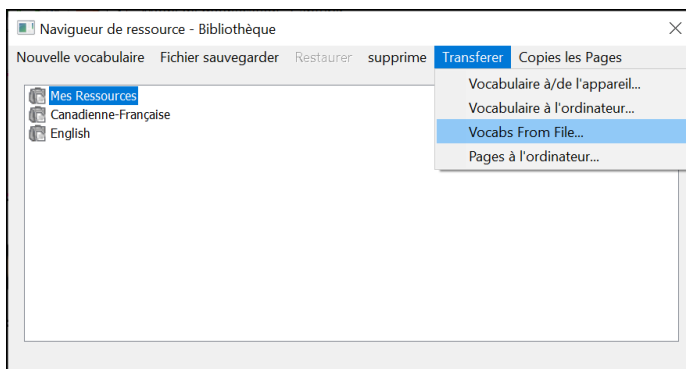 Navigueur de ressource - Bibliothèque
Nouvelle vocabulaire Fichier sauvegarder Restaurer supprime Transferer Copies les Pages
Vocabulaire à/de l'appareil...
Vocabulaire à l'ordinateur...
Vocabs From File...
Pages à l'ordinateur...
Mes Ressources
Canadienne-Française
English